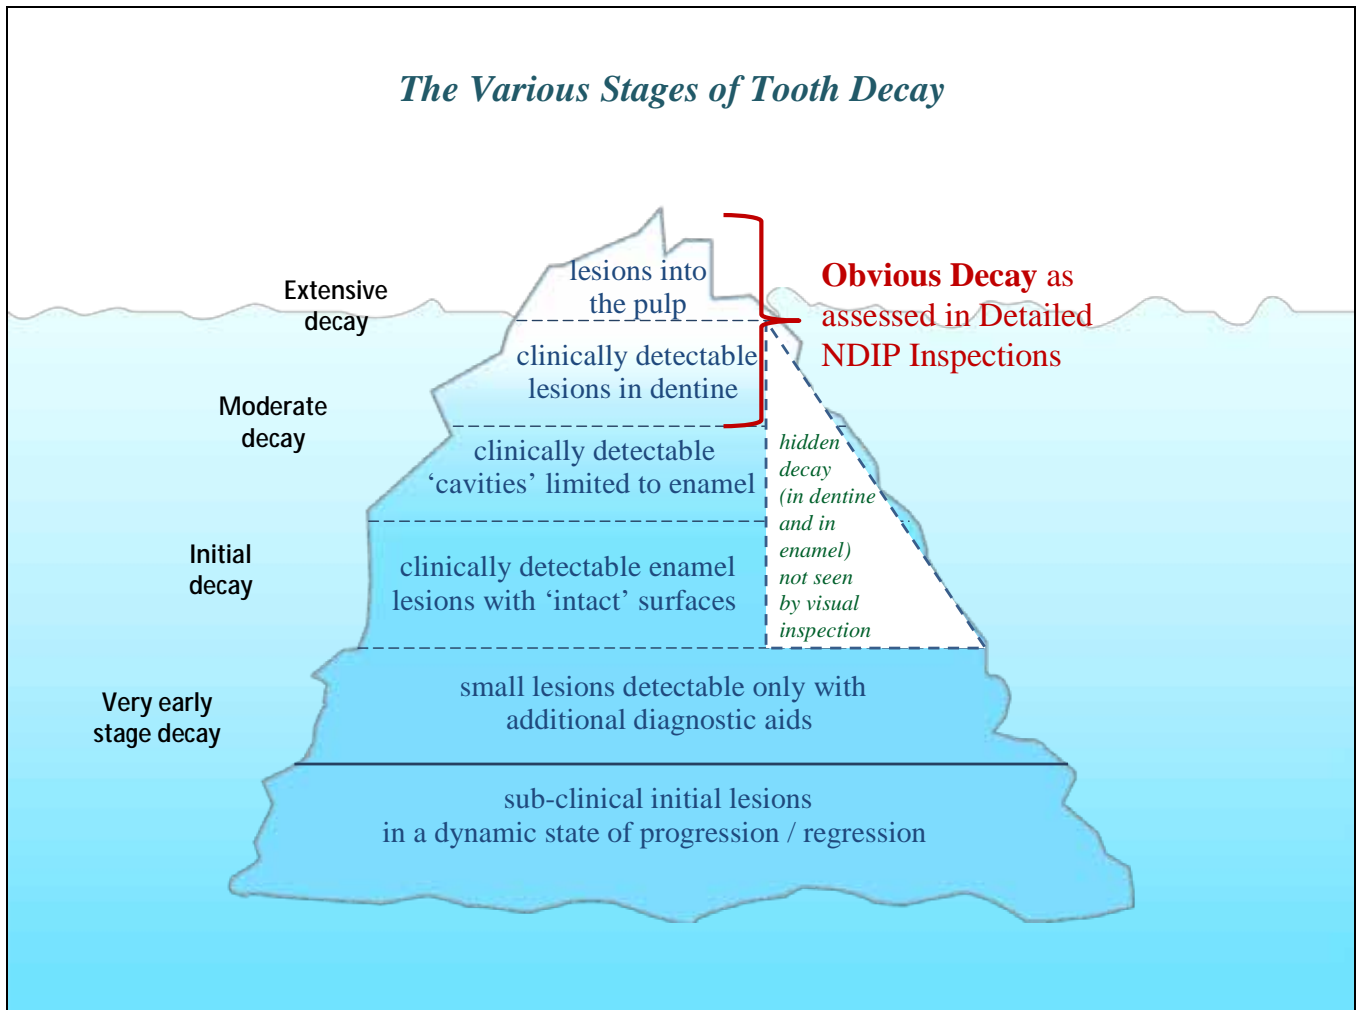 The Various Stages of Tooth Decay
Extensive
decay
lesions into
the pulp
Obvious Decay as
assessed in Detailed
NDIP Inspections
clinically detectable
lesions in dentine
Moderate
decay
clinically detectable
‘cavities’ limited to enamel
hidden
decay
(in dentine
and in
enamel)
not seen
by visual
inspection
Initial
decay
clinically detectable enamel
lesions with ‘intact’ surfaces
Very early
stage decay
small lesions detectable only with
additional diagnostic aids
sub-clinical initial lesions
in a dynamic state of progression / regression